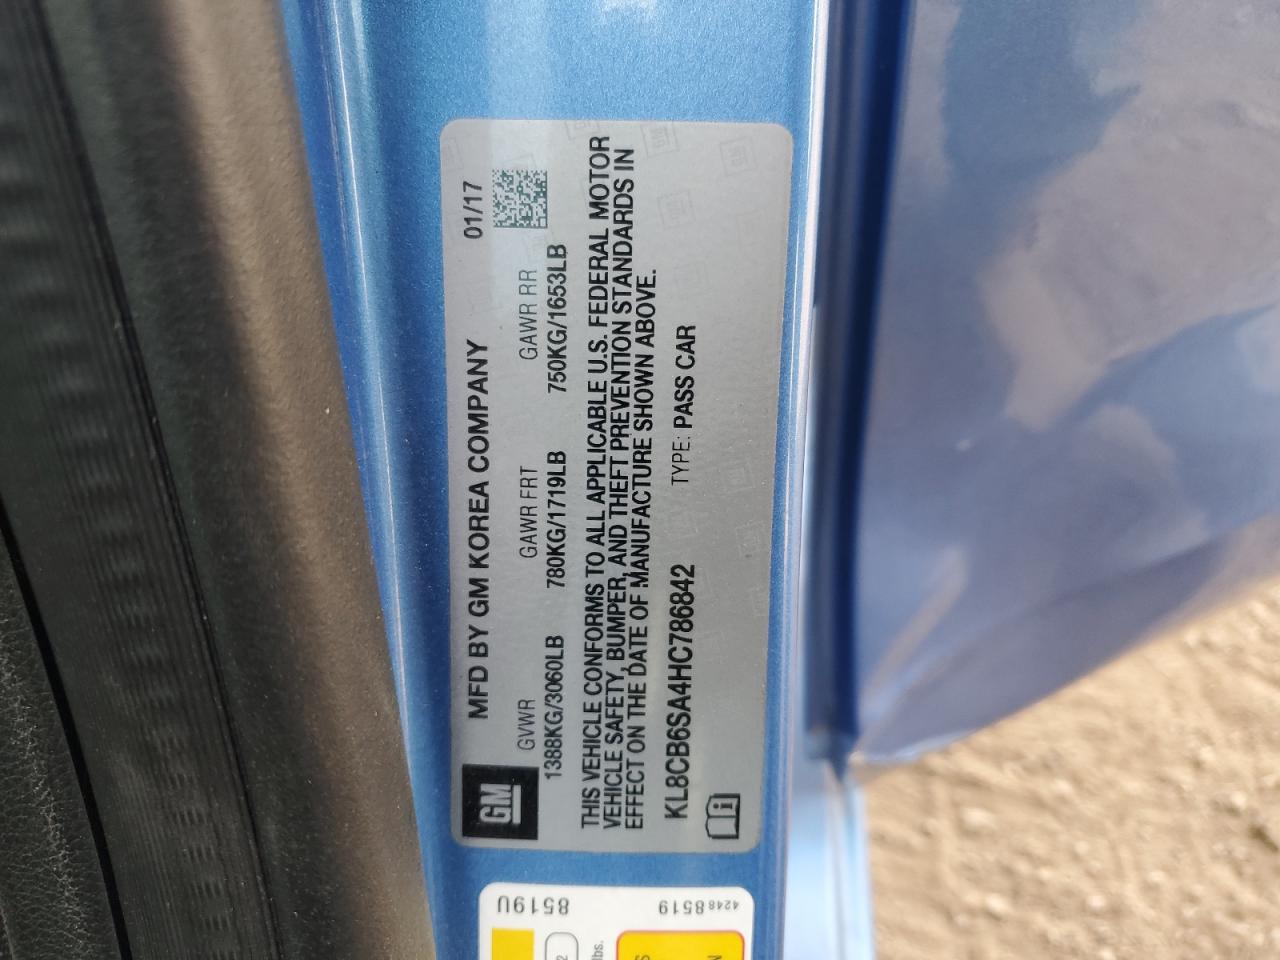 MFD BY GM KOREA COMPANY 01/17
GM
GVWR GAWR FRT GAWR RR
1388KG/3060LB 780KG/1719LB 750KG/1653LB
THIS VEHICLE CONFORMS TO ALL APPLICABLE U.S. FEDERAL MOTOR
VEHICLE SAFETY, BUMPER, AND THEFT PREVENTION STANDARDS IN
EFFECT ON THE DATE OF MANUFACTURE SHOWN ABOVE.
KL8CB6SA4HC786842 TYPE: PASS CAR
8519U
42488519
lbs.